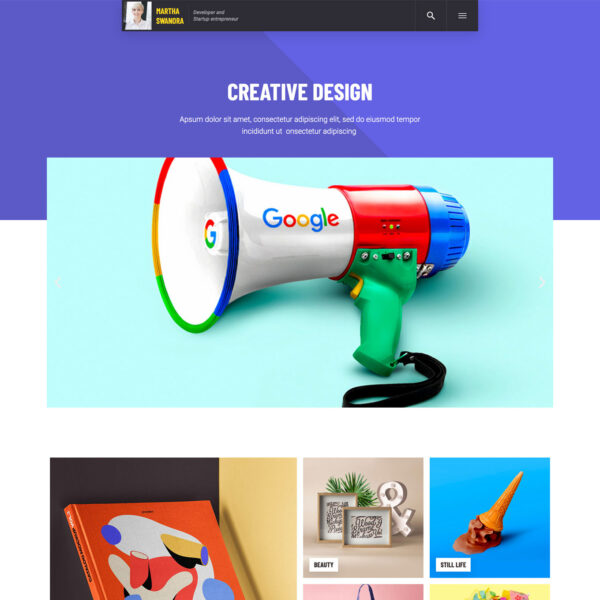 MARTHA
SWANDRA
Developer and
Startup entrepreneur
CREATIVE DESIGN
Apsum dolor sit amet, consectetur adipiscing elit, sed do eiusmod tempor
incididunt ut onsectetur adipiscing
G
Google
BEAUTY
&
STILL LIFE